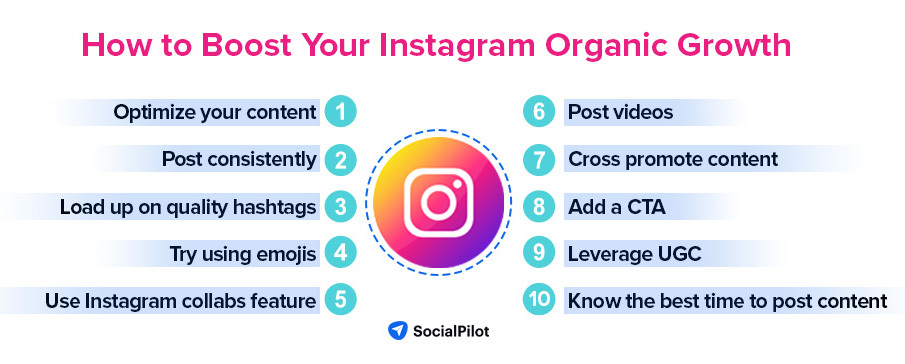 How to Boost Your Instagram Organic Growth
Optimize your content 1
Post consistently 2
Load up on quality hashtags 3
Try using emojis 4
Use Instagram collabs feature 5
6 Post videos
7 Cross promote content
8 Add a CTA
9 Leverage UGC
10 Know the best time to post content
SocialPilot